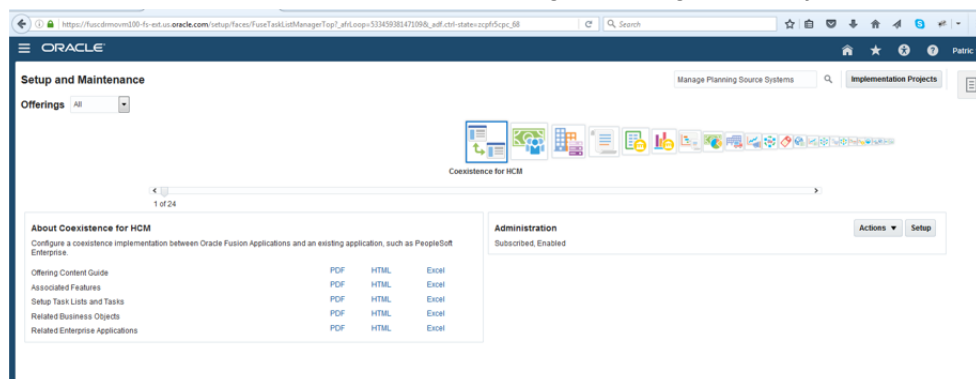 https://fuscdrmovm100-fs-ext.us.oracle.com/setup/faces/FuseTaskListManagerTop?_afrLoop=53345938147109&_adf.ctrl-state=zcpfr5cpc_68 Search
ORACLE Patric
Setup and Maintenance Manage Planning Source Systems Implementation Projects
Offerings All
Coexistence for HCM
1 of 24
About Coexistence for HCM
Configure a coexistence implementation between Oracle Fusion Applications and an existing application, such as PeopleSoft
Enterprise.
Offering Content Guide PDF HTML Excel
Associated Features PDF HTML Excel
Setup Task Lists and Tasks PDF HTML Excel
Related Business Objects PDF HTML Excel
Related Enterprise Applications PDF HTML Excel
Administration Actions Setup
Subscribed, Enabled